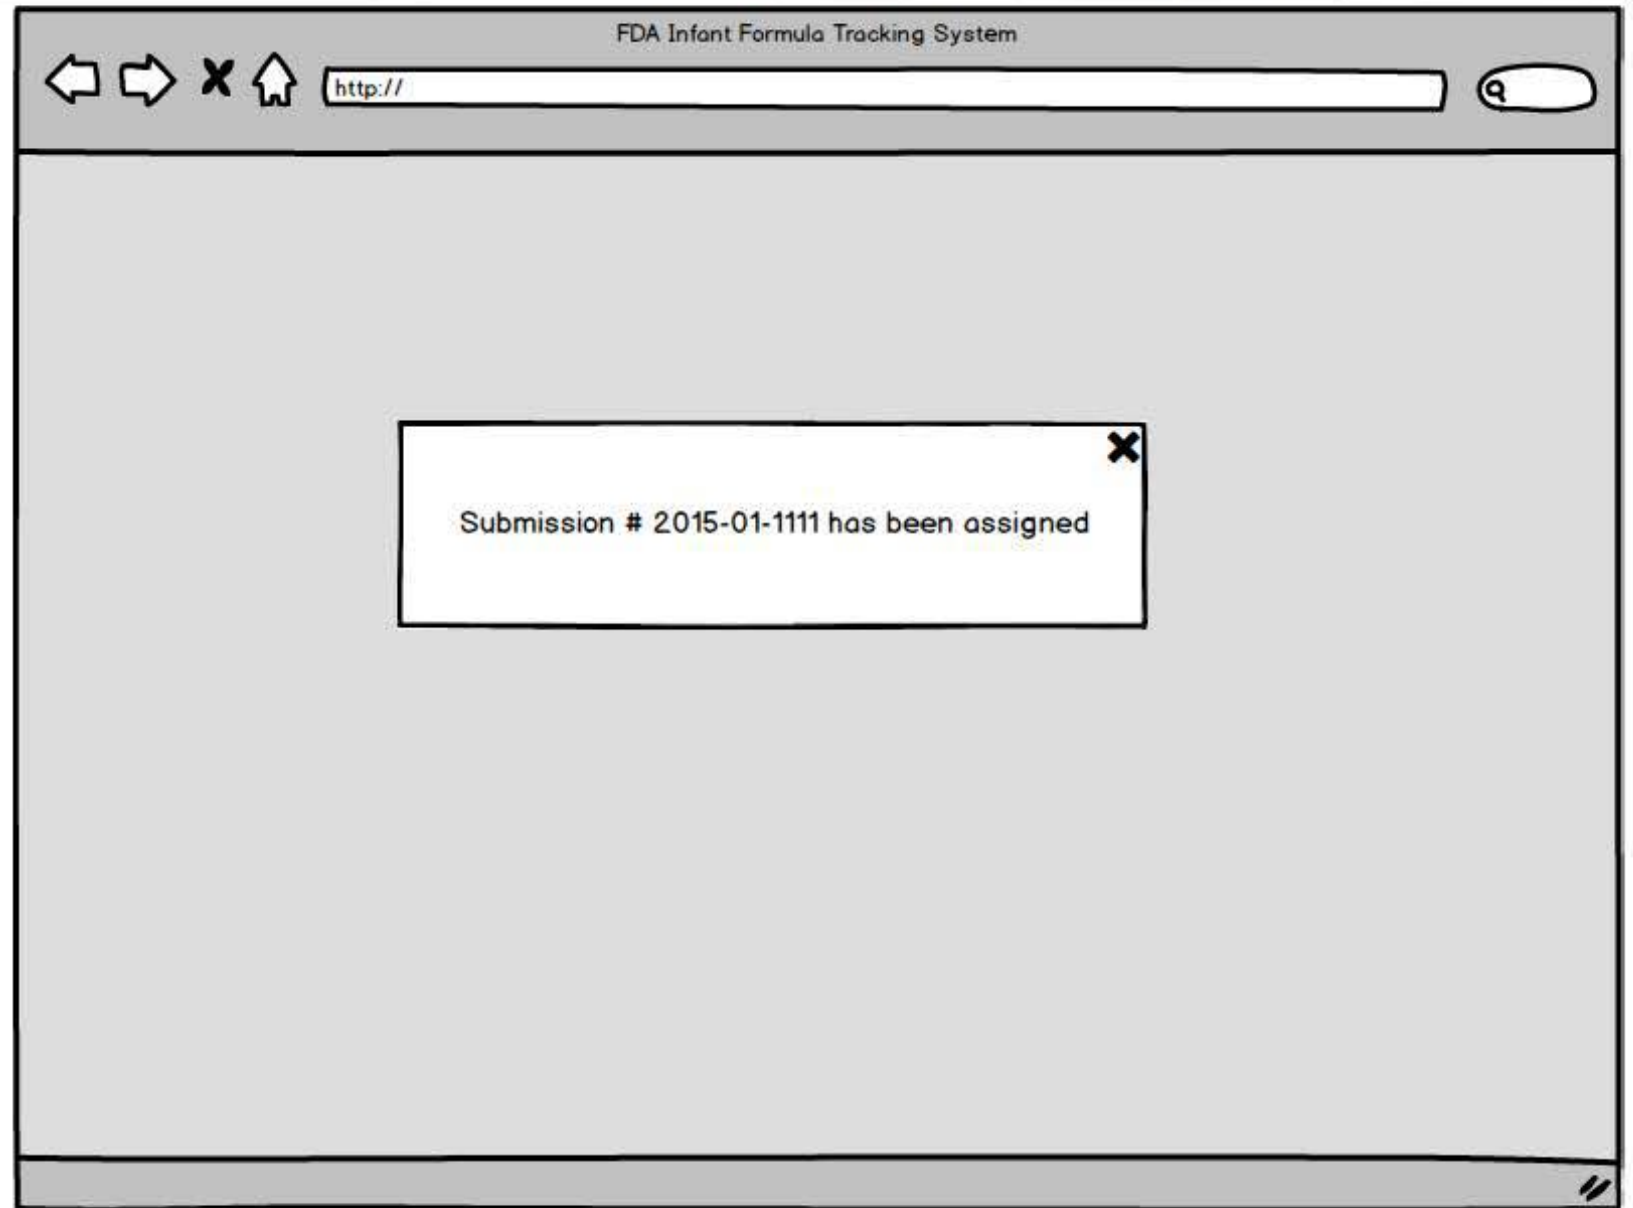 FDA Infant Formula Tracking System
http://
Submission # 2015-01-1111 has been assigned